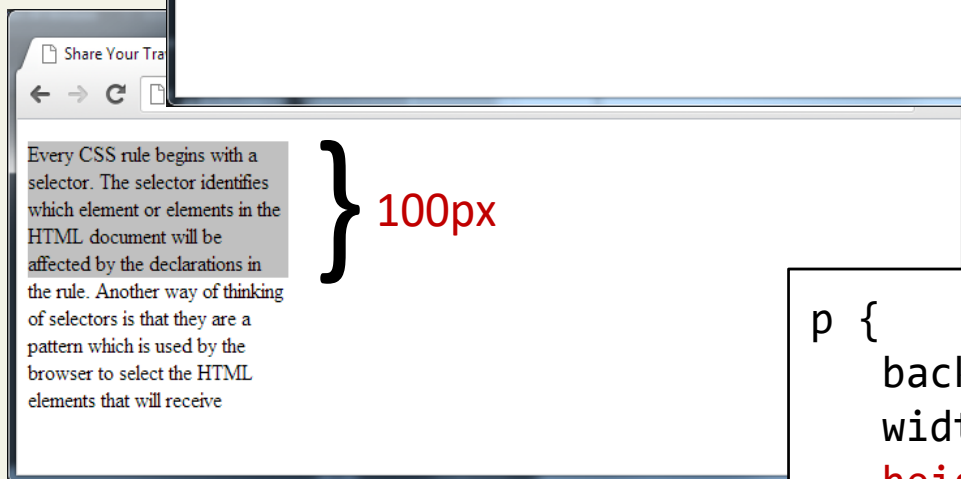 Share Your Tra
Every CSS rule begins with a
selector. The selector identifies
which element or elements in the
HTML document will be
affected by the declarations in
the rule. Another way of thinking
of selectors is that they are a
pattern which is used by the
browser to select the HTML
elements that will receive
}
100px
p {